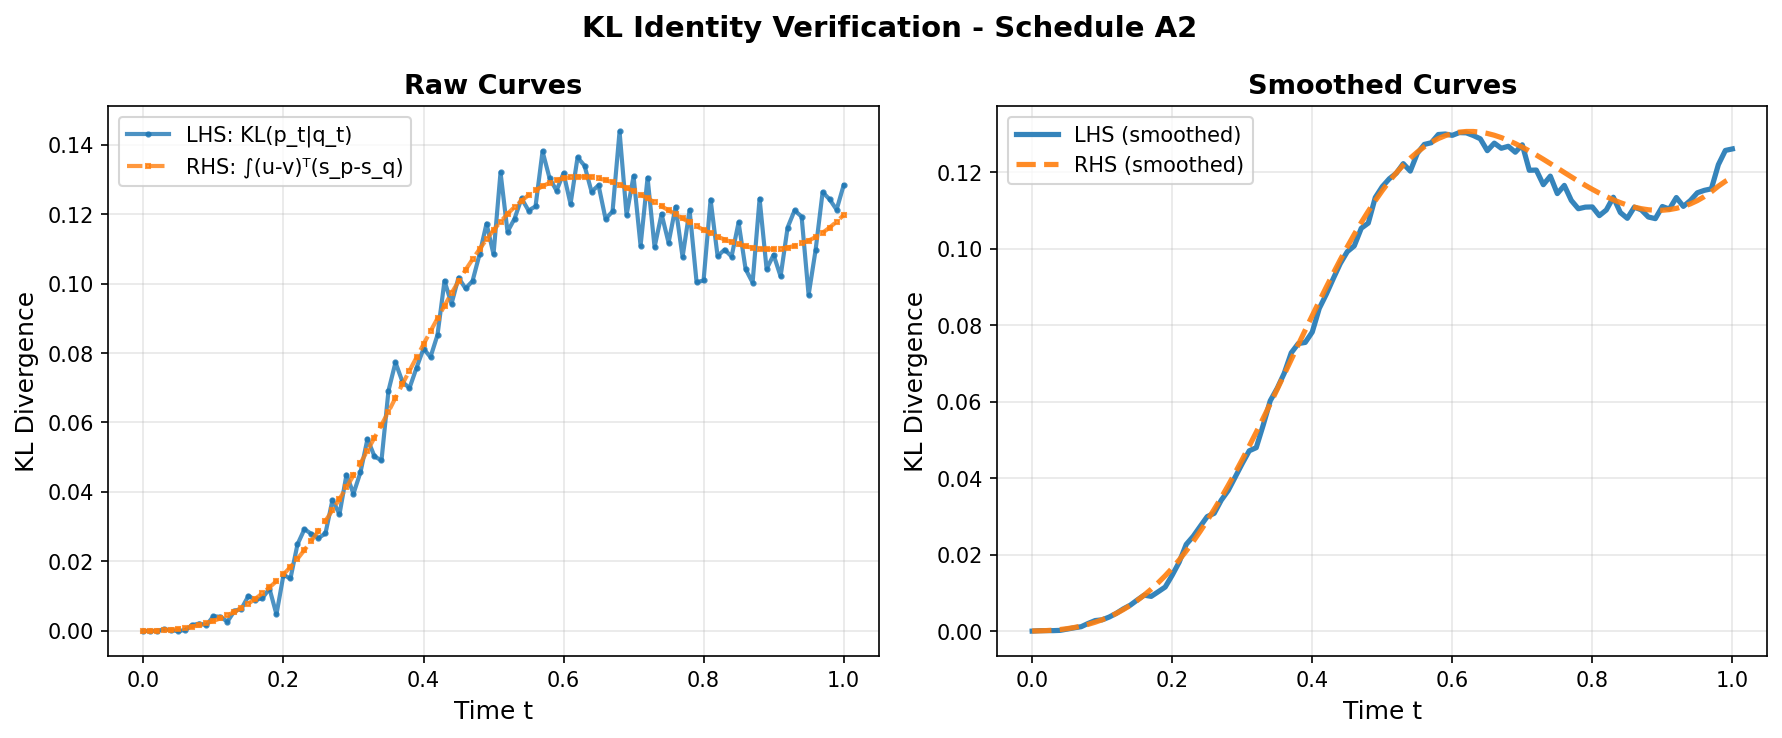 KL Identity Verification - Schedule A2
Raw Curves
LHS: KL(p_t|q_t)
RHS: ∫(u-v)ᵀ(s_p-s_q)
KL Divergence
0.14
0.12
0.10
0.08
0.06
0.04
0.02
0.00
0.0 0.2 0.4 0.6 0.8 1.0
Time t
Smoothed Curves
LHS (smoothed)
RHS (smoothed)
KL Divergence
0.12
0.10
0.08
0.06
0.04
0.02
0.00
0.0 0.2 0.4 0.6 0.8 1.0
Time t